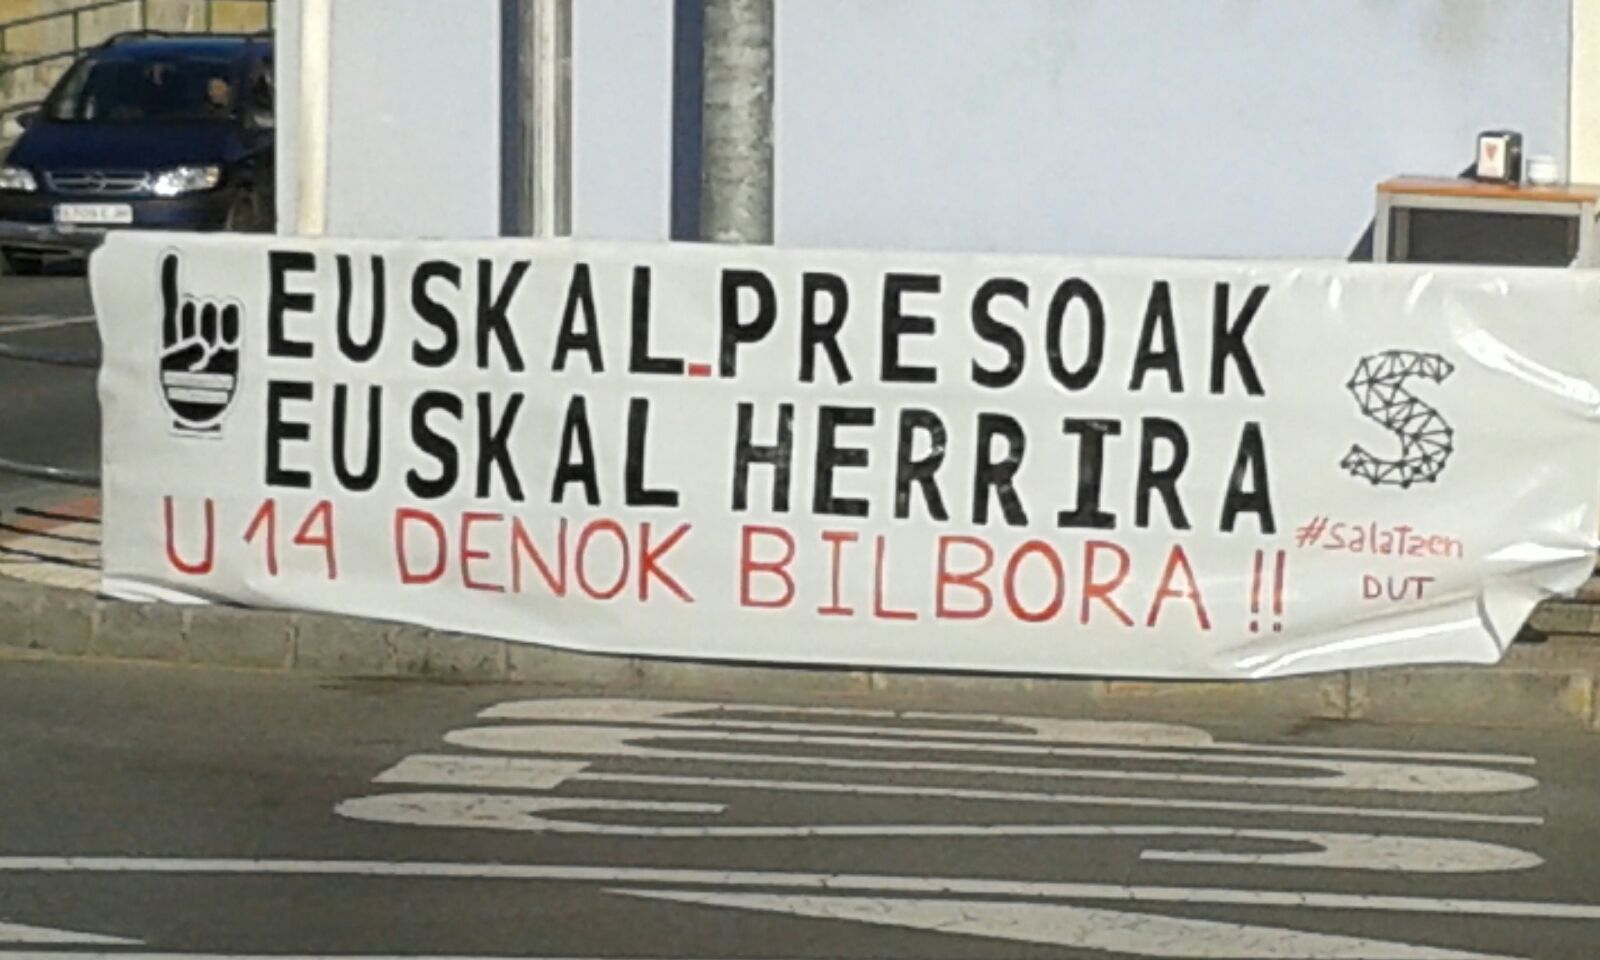 EUSKAL PRESOAK
EUSKAL HERRIRA
U 14 DENOK BILBORA !!
S
#salatzen
DUT